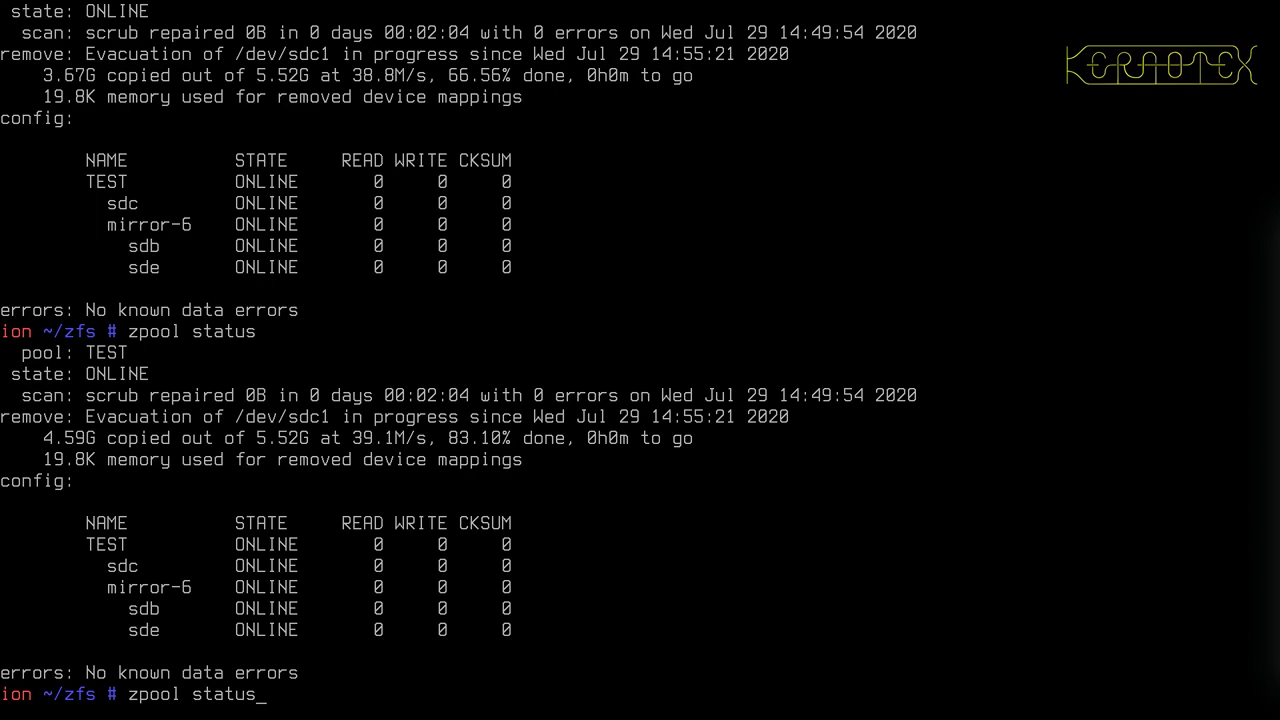 state: ONLINE
scan: scrub repaired 0B in 0 days 00:02:04 with 0 errors on Wed Jul 29 14:49:54 2020
remove: Evacuation of /dev/sdc1 in progress since Wed Jul 29 14:55:21 2020
3.67G copied out of 5.52G at 38.8M/s, 66.56% done, 0h0m to go
19.8K memory used for removed device mappings
config:
NAME STATE READ WRITE CKSUM
TEST ONLINE 0 0 0
sdc ONLINE 0 0 0
mirror-6 ONLINE 0 0 0
sdb ONLINE 0 0 0
sde ONLINE 0 0 0
errors: No known data errors
ion ~/zfs # zpool status
pool: TEST
state: ONLINE
scan: scrub repaired 0B in 0 days 00:02:04 with 0 errors on Wed Jul 29 14:49:54 2020
remove: Evacuation of /dev/sdc1 in progress since Wed Jul 29 14:55:21 2020
4.59G copied out of 5.52G at 39.1M/s, 83.10% done, 0h0m to go
19.8K memory used for removed device mappings
config:
NAME STATE READ WRITE CKSUM
TEST ONLINE 0 0 0
sdc ONLINE 0 0 0
mirror-6 ONLINE 0 0 0
sdb ONLINE 0 0 0
sde ONLINE 0 0 0
errors: No known data errors
ion ~/zfs # zpool status_